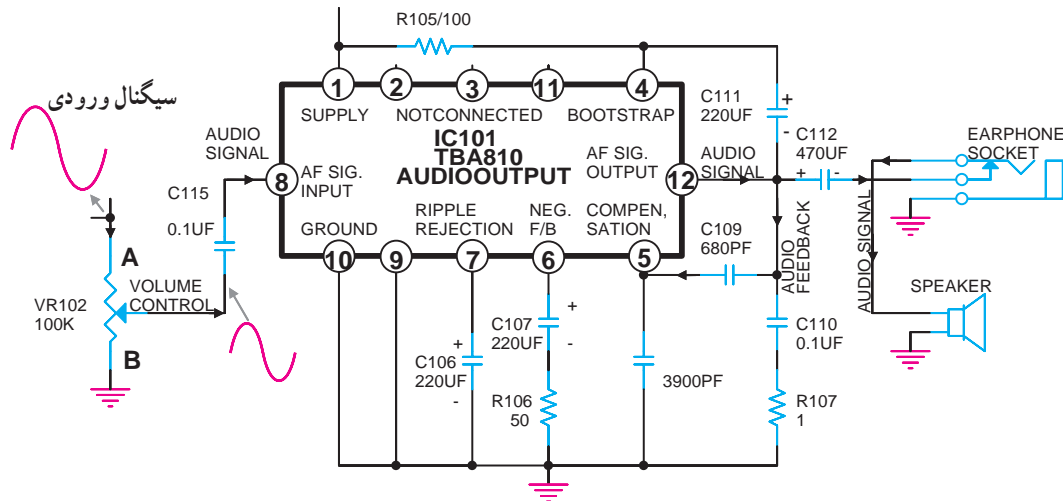 R105/100
سیگنال ورودی
1
2
3
11
4
SUPPLY
NOTCONNECTED
BOOTSTRAP
C111
220UF
+
-
C112
470UF
+
-
EARPHONE
SOCKET
AUDIO
SIGNAL
8
AF SIG.
INPUT
IC101
TBA810
AUDIOOUTPUT
AF SIG.
OUTPUT
12
AUDIO
SIGNAL
C115
0.1UF
GROUND
RIPPLE
REJECTION
NEG.
F/B
COMPEN,
SATION
10
9
7
6
5
C109
680PF
AUDIO
FEEDBACK
AUDIO SIGNAL
A
VR102
100K
VOLUME
CONTROL
B
SPEAKER
+
C106
220UF
-
C107
220UF
+
-
R106
50
3900PF
C110
0.1UF
R107
1